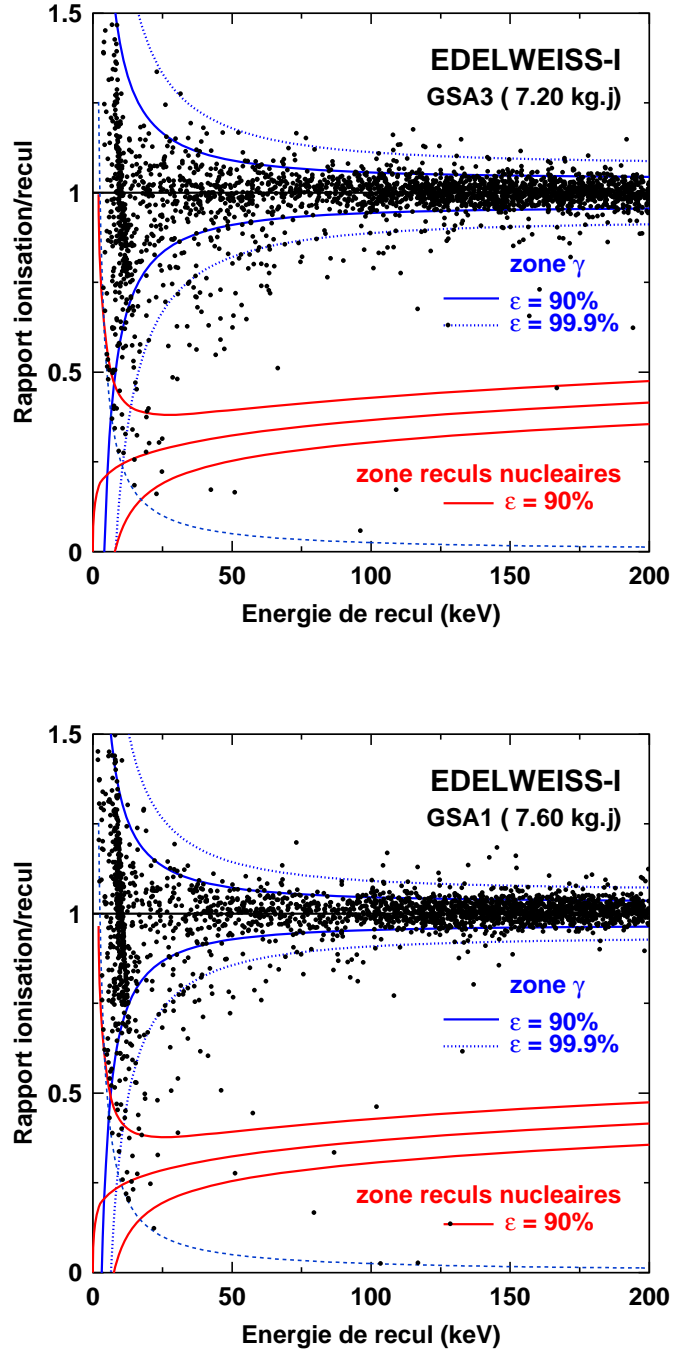 1.5
1
0.5
0
0
50
100
150
200
Rapport ionisation/recul
Energie de recul (keV)
EDELWEISS-I
GSA3 ( 7.20 kg.j)
zone γ
ε = 90%
ε = 99.9%
zone reculs nucleaires
ε = 90%
1.5
1
0.5
0
0
50
100
150
200
Rapport ionisation/recul
Energie de recul (keV)
EDELWEISS-I
GSA1 ( 7.60 kg.j)
zone γ
ε = 90%
ε = 99.9%
zone reculs nucleaires
ε = 90%